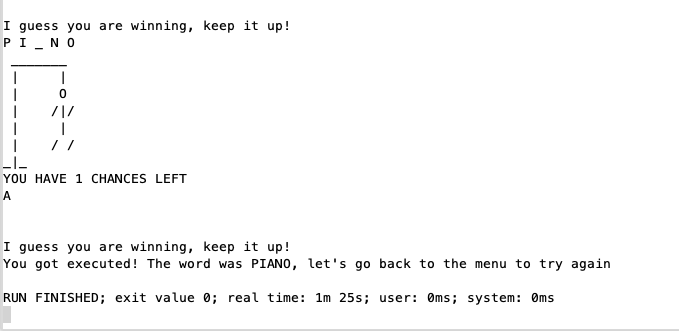 I guess you are winning, keep it up!
P I _ N O
 _______
 |     |
 |     O
 |    /|/
 |     |
 |    / /
_|_
YOU HAVE 1 CHANCES LEFT
A
I guess you are winning, keep it up!
You got executed! The word was PIANO, let's go back to the menu to try again
RUN FINISHED; exit value 0; real time: 1m 25s; user: 0ms; system: 0ms